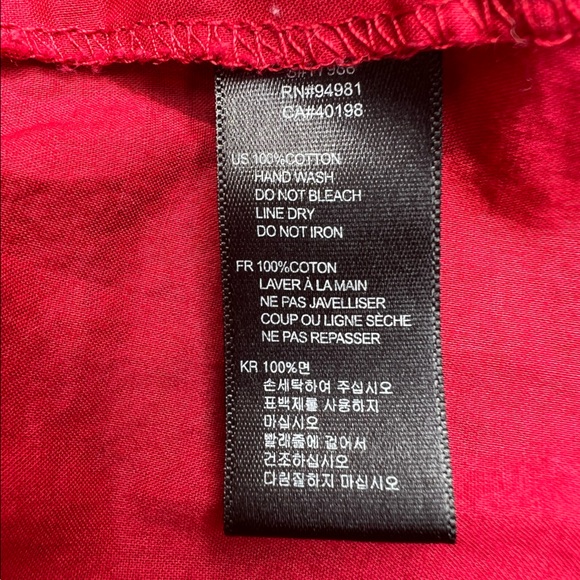 RN#94981
CA#40198
US 100%COTTON
HAND WASH
DO NOT BLEACH
LINE DRY
DO NOT IRON
FR 100%COTON
LAVER À LA MAIN
NE PAS JAVELLISER
COUP OU LIGNE SÈCHE
NE PAS REPASSER
KR 100%면
손세탁하여 주십시오
표백제를 사용하지
마십시오
빨래줄에 걸어서
건조하십시오
다림질하지 마십시오